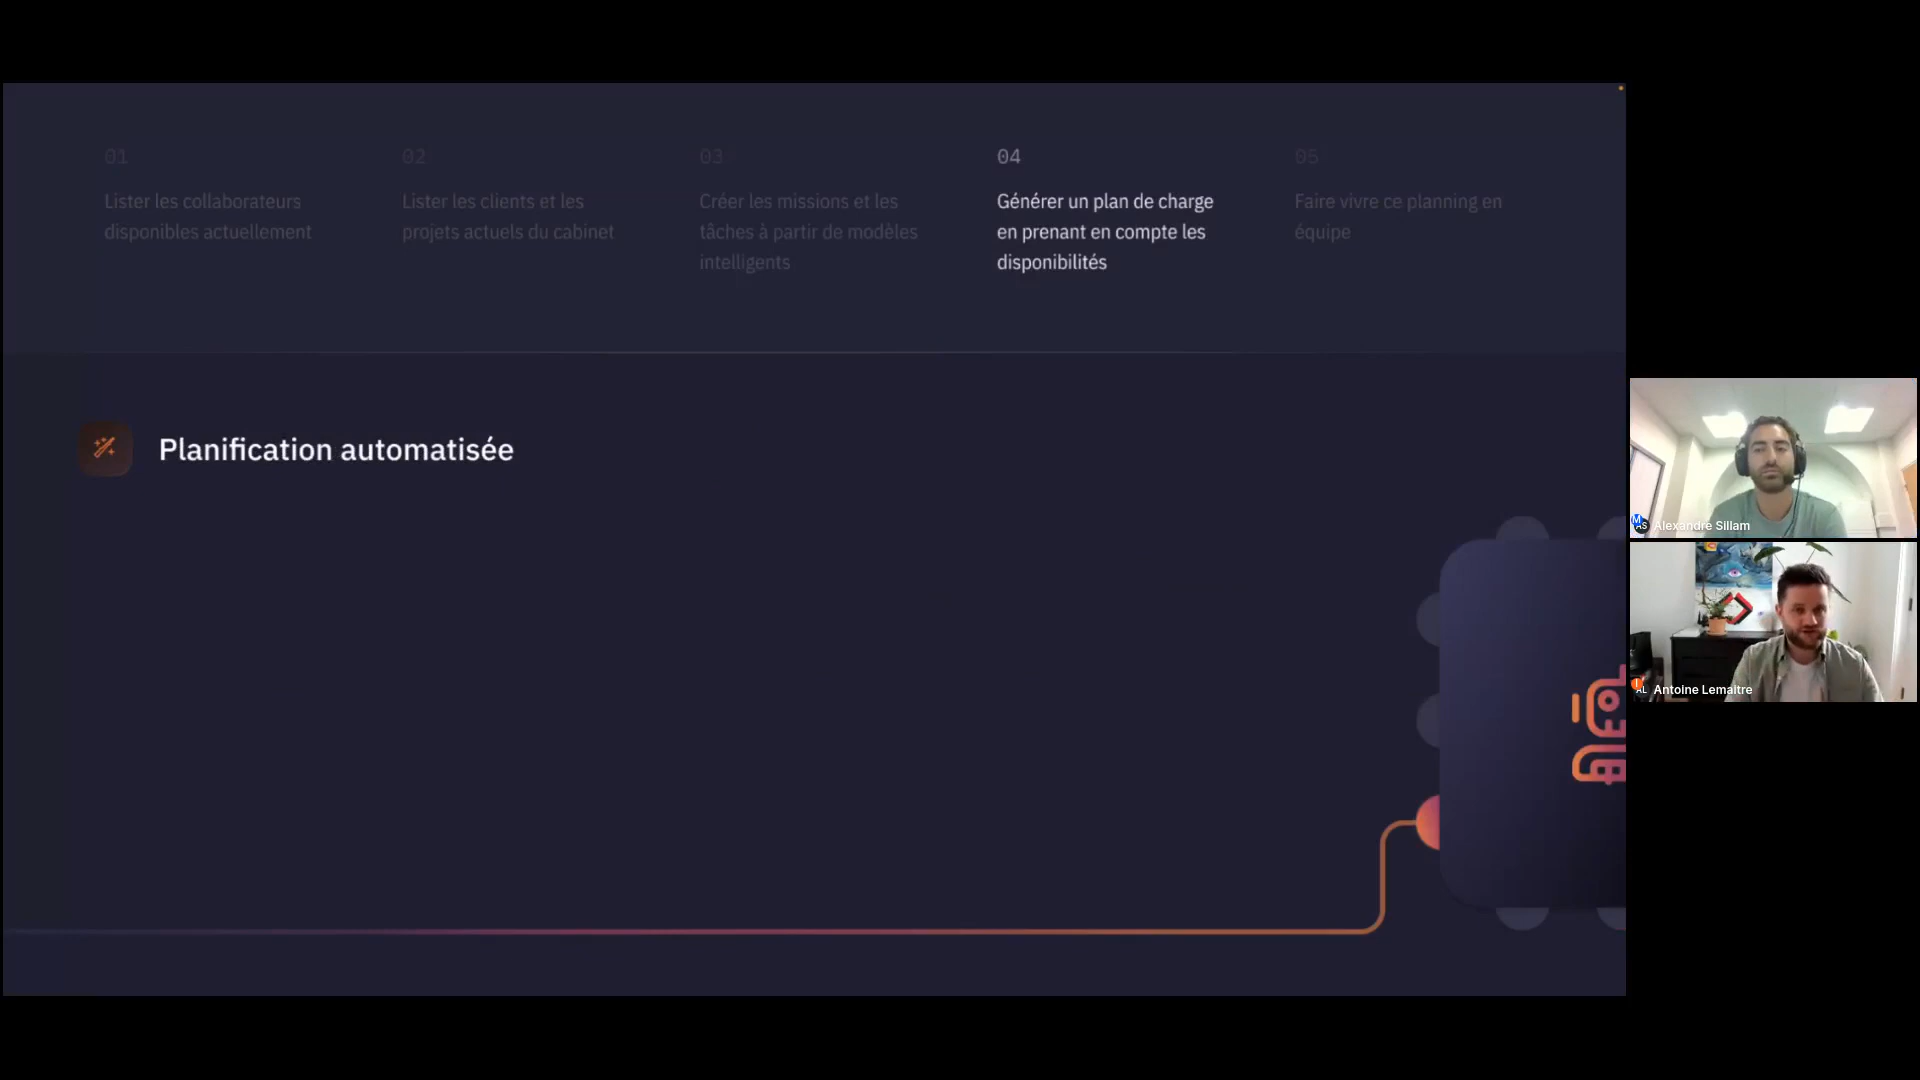 01
Lister les collaborateurs
disponibles actuellement
02
Lister les clients et les
projets actuels du cabinet
03
Créer les missions et les
tâches à partir de modèles
intelligents
04
Générer un plan de charge
en prenant en compte les
disponibilités
05
Faire vivre ce planning en
équipe
Planification automatisée
M
AS
Alexandre Sillam
AL
Antoine Lemaitre